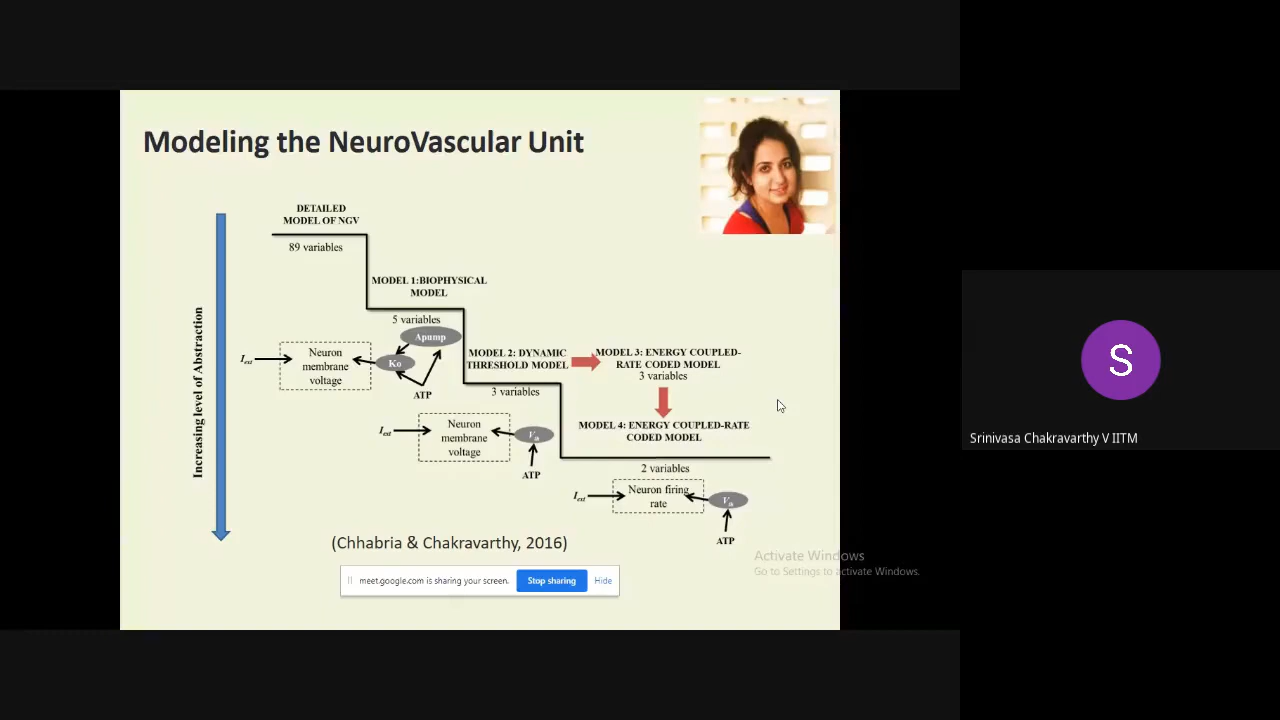 Modeling the NeuroVascular Unit
DETAILED
MODEL OF NGV
89 variables
MODEL 1:BIOPHYSICAL
MODEL
5 variables
Apump
Ko
ATP
I_ext
Neuron
membrane
voltage
MODEL 2: DYNAMIC
THRESHOLD MODEL
3 variables
I_ext
Neuron
membrane
voltage
ATP
MODEL 3: ENERGY COUPLED-
RATE CODED MODEL
3 variables
MODEL 4: ENERGY COUPLED-RATE
CODED MODEL
2 variables
I_ext
Neuron firing
rate
ATP
Increasing level of Abstraction
(Chhabria & Chakravarthy, 2016)
meet.google.com is sharing your screen.
Stop sharing
Hide
Activate Windows
Go to Settings to activate Windows.
S
Srinivasa Chakravarthy V IITM